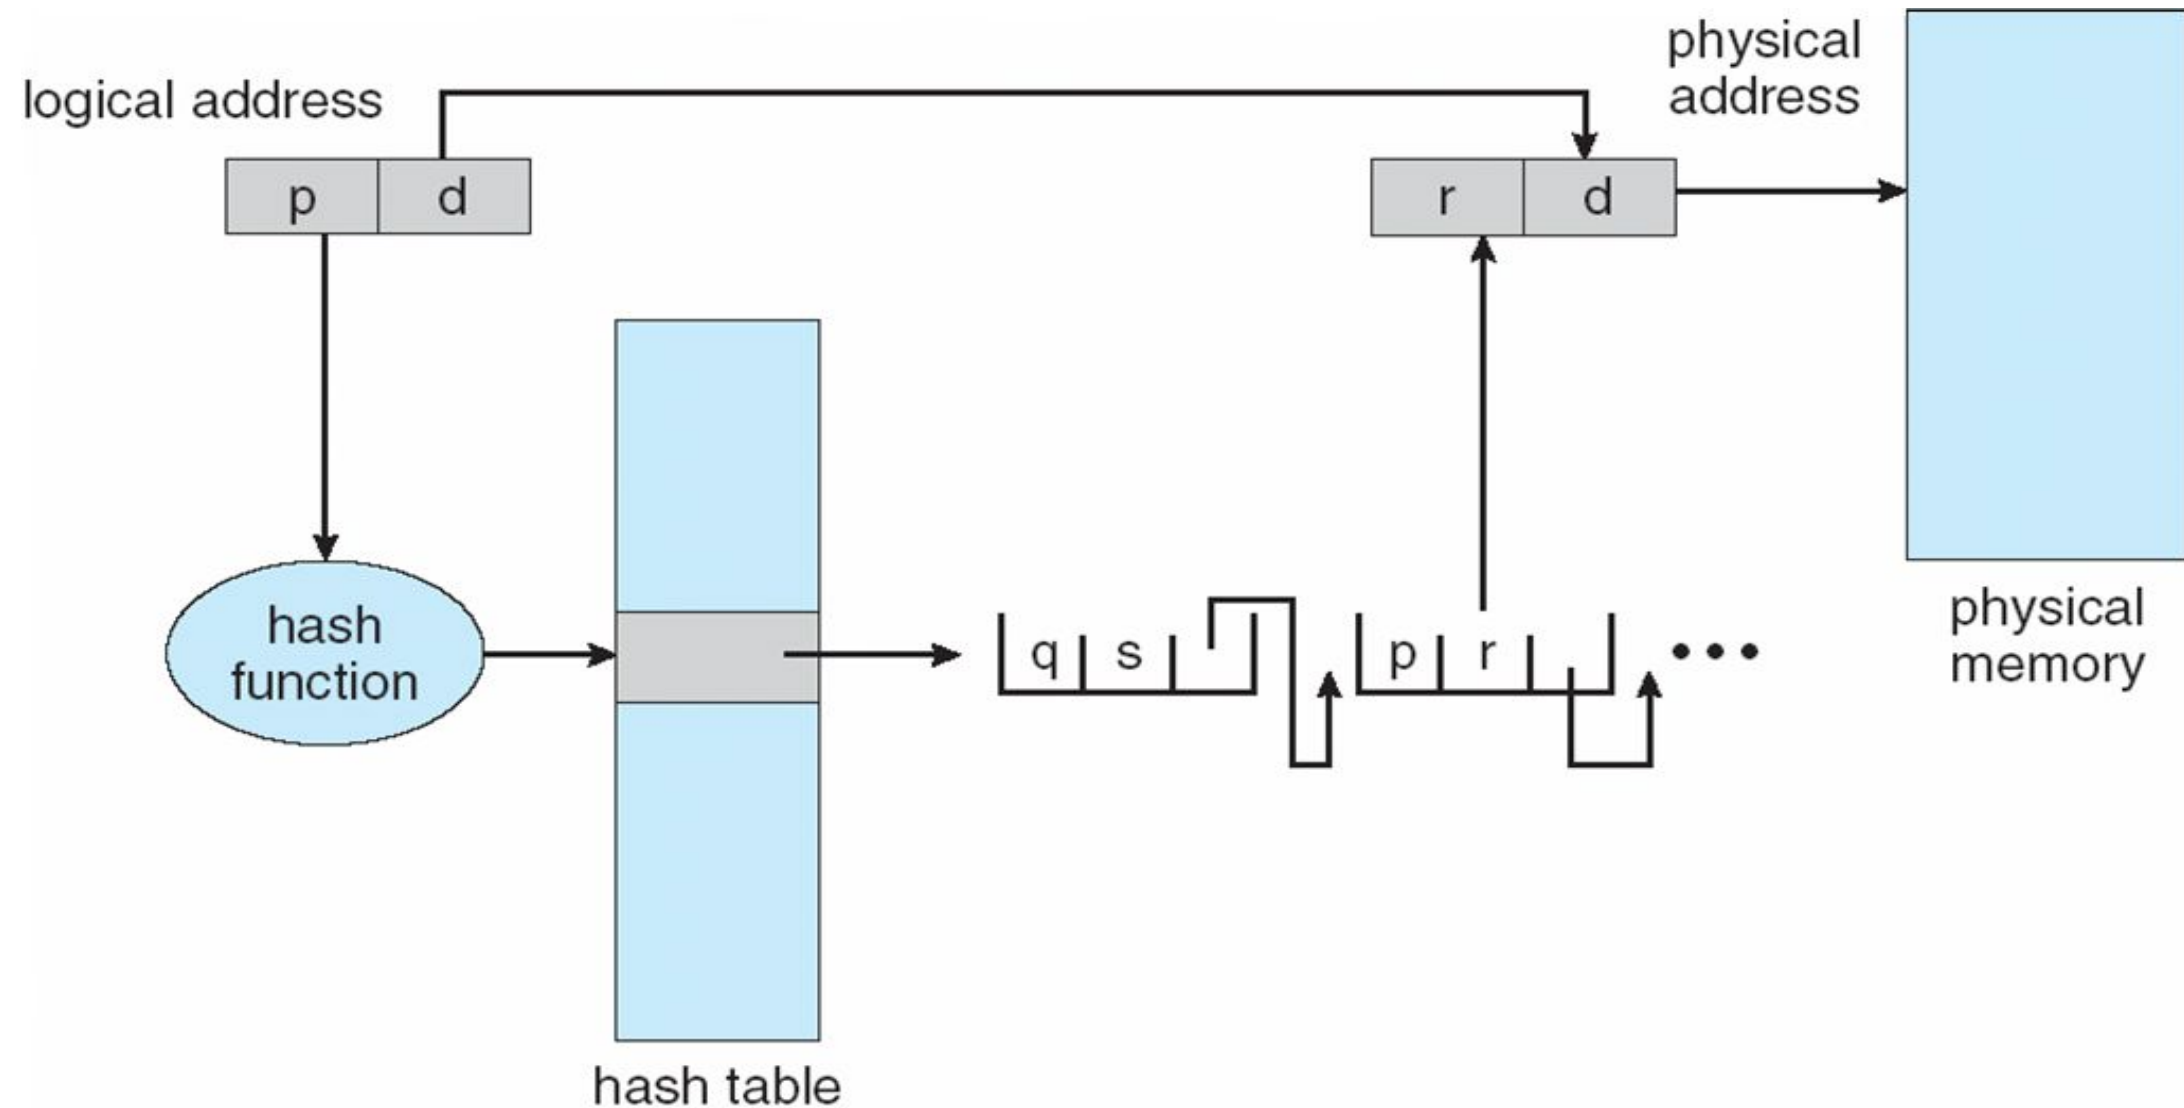 logical address
physical
address
p
d
r
d
hash
function
q
s
p
r
•••
physical
memory
hash table